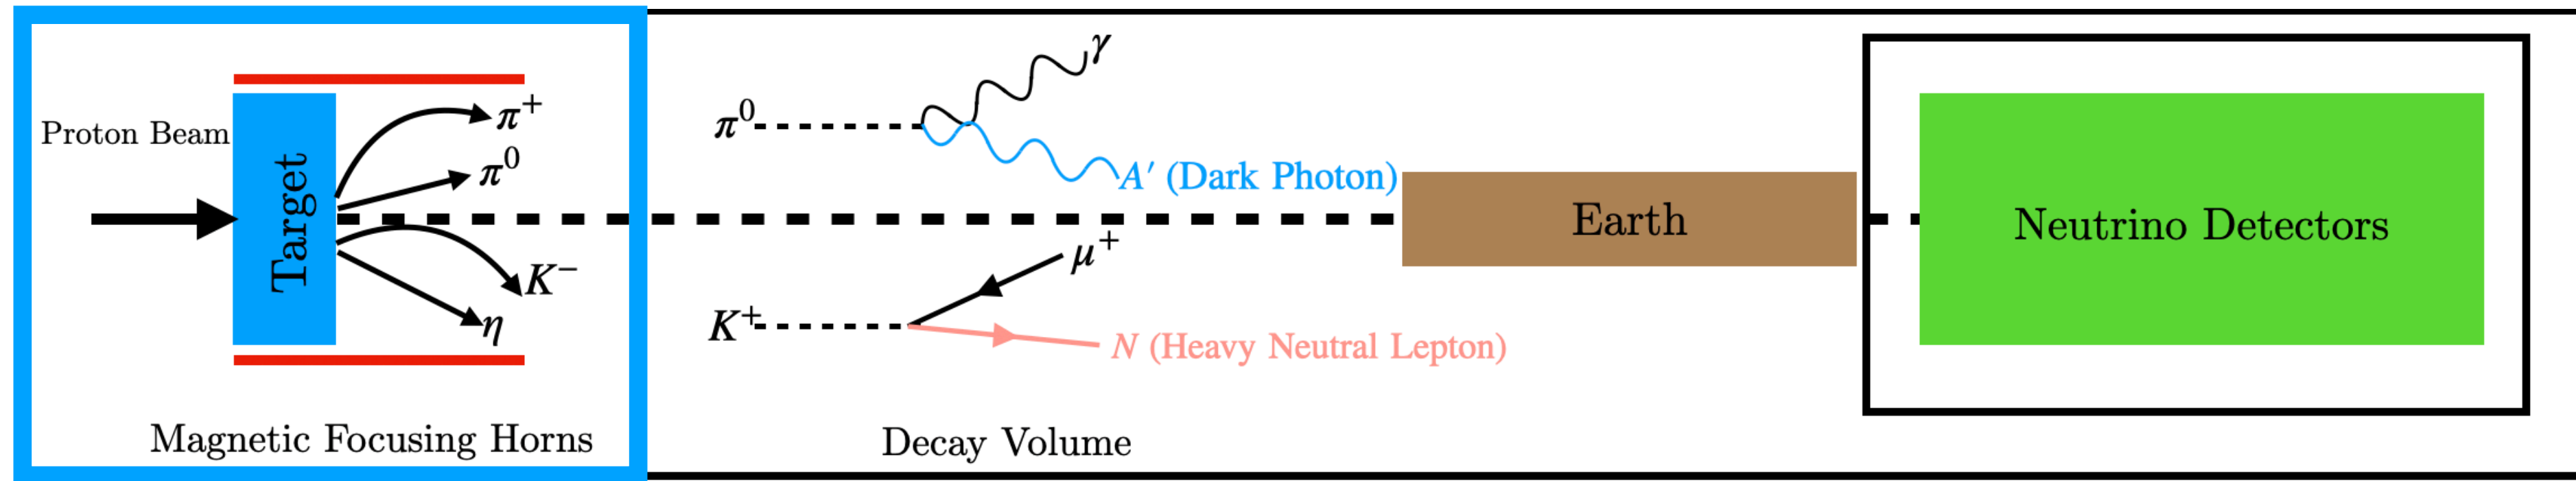 Proton Beam
Target
π⁺
π⁰
K⁻
η
Magnetic Focusing Horns
π⁰
γ
A′ (Dark Photon)
K⁺
μ⁺
N (Heavy Neutral Lepton)
Decay Volume
Earth
Neutrino Detectors